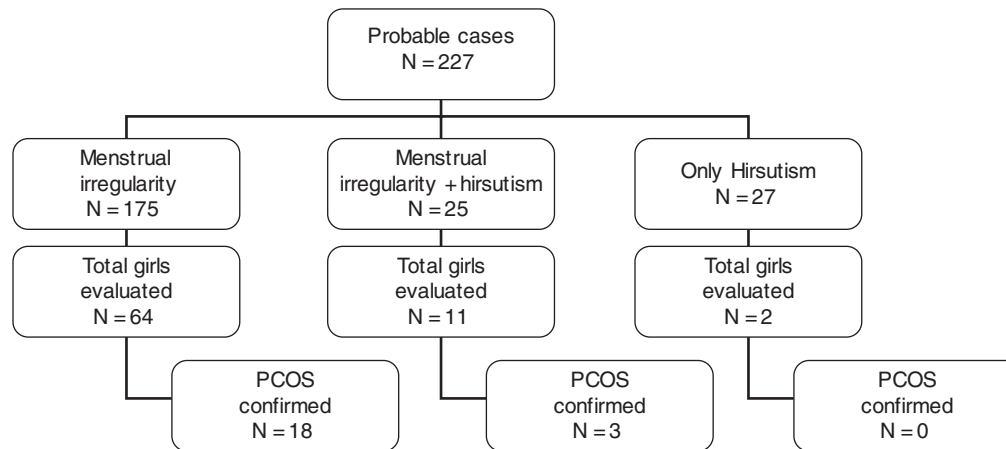 Probable cases
N = 227
Menstrual
irregularity
N = 175
Menstrual
irregularity + hirsutism
N = 25
Only Hirsutism
N = 27
Total girls
evaluated
N = 64
Total girls
evaluated
N = 11
Total girls
evaluated
N = 2
PCOS
confirmed
N = 18
PCOS
confirmed
N = 3
PCOS
confirmed
N = 0